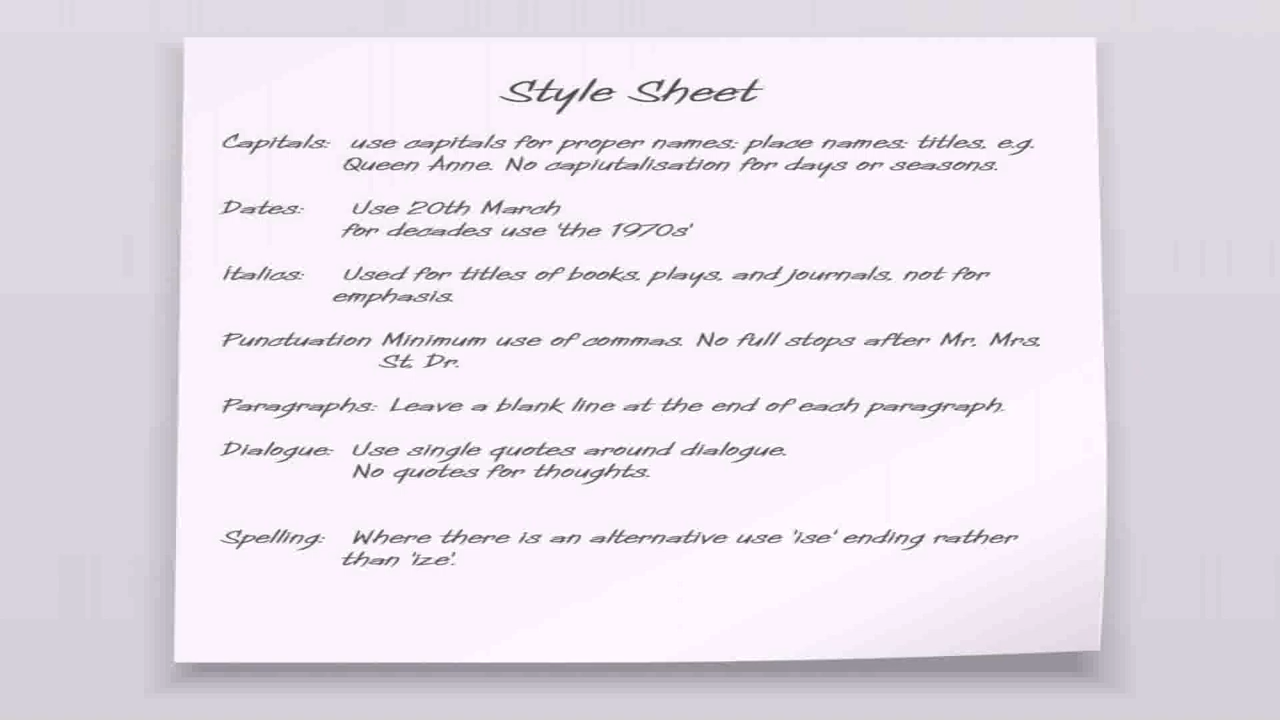 Style Sheet
Capitals: use capitals for proper names; place names; titles, e.g.
Queen Anne. No capiutalisation for days or seasons.
Dates: Use 20th March
for decades use 'the 1970s'
Italics: Used for titles of books, plays, and journals, not for
emphasis.
Punctuation Minimum use of commas. No full stops after Mr, Mrs,
St, Dr.
Paragraphs: Leave a blank line at the end of each paragraph.
Dialogue: Use single quotes around dialogue.
No quotes for thoughts.
Spelling: Where there is an alternative use 'ise' ending rather
than 'ize'.